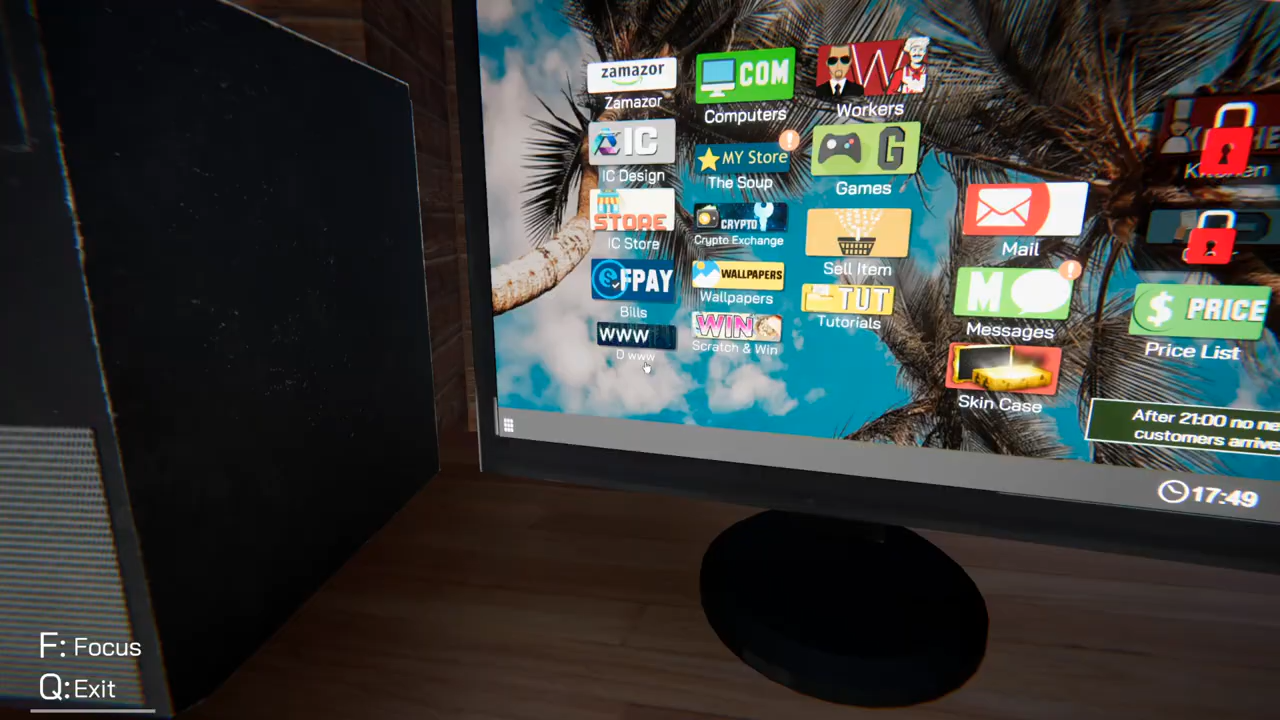 zamazor
Zamazor
COM
Computers
W
Workers
IC
IC Design
MY Store
The Soup
G
Games
STORE
IC Store
CRYPTO
Crypto Exchange
Sell Item
Mail
FPAY
Bills
WALLPAPERS
Wallpapers
TUT
Tutorials
M
Messages
PRICE
Price List
www
D www
WIN
Scratch & Win
Skin Case
After 21:00 no
customers
17:49
F: Focus
Q: Exit